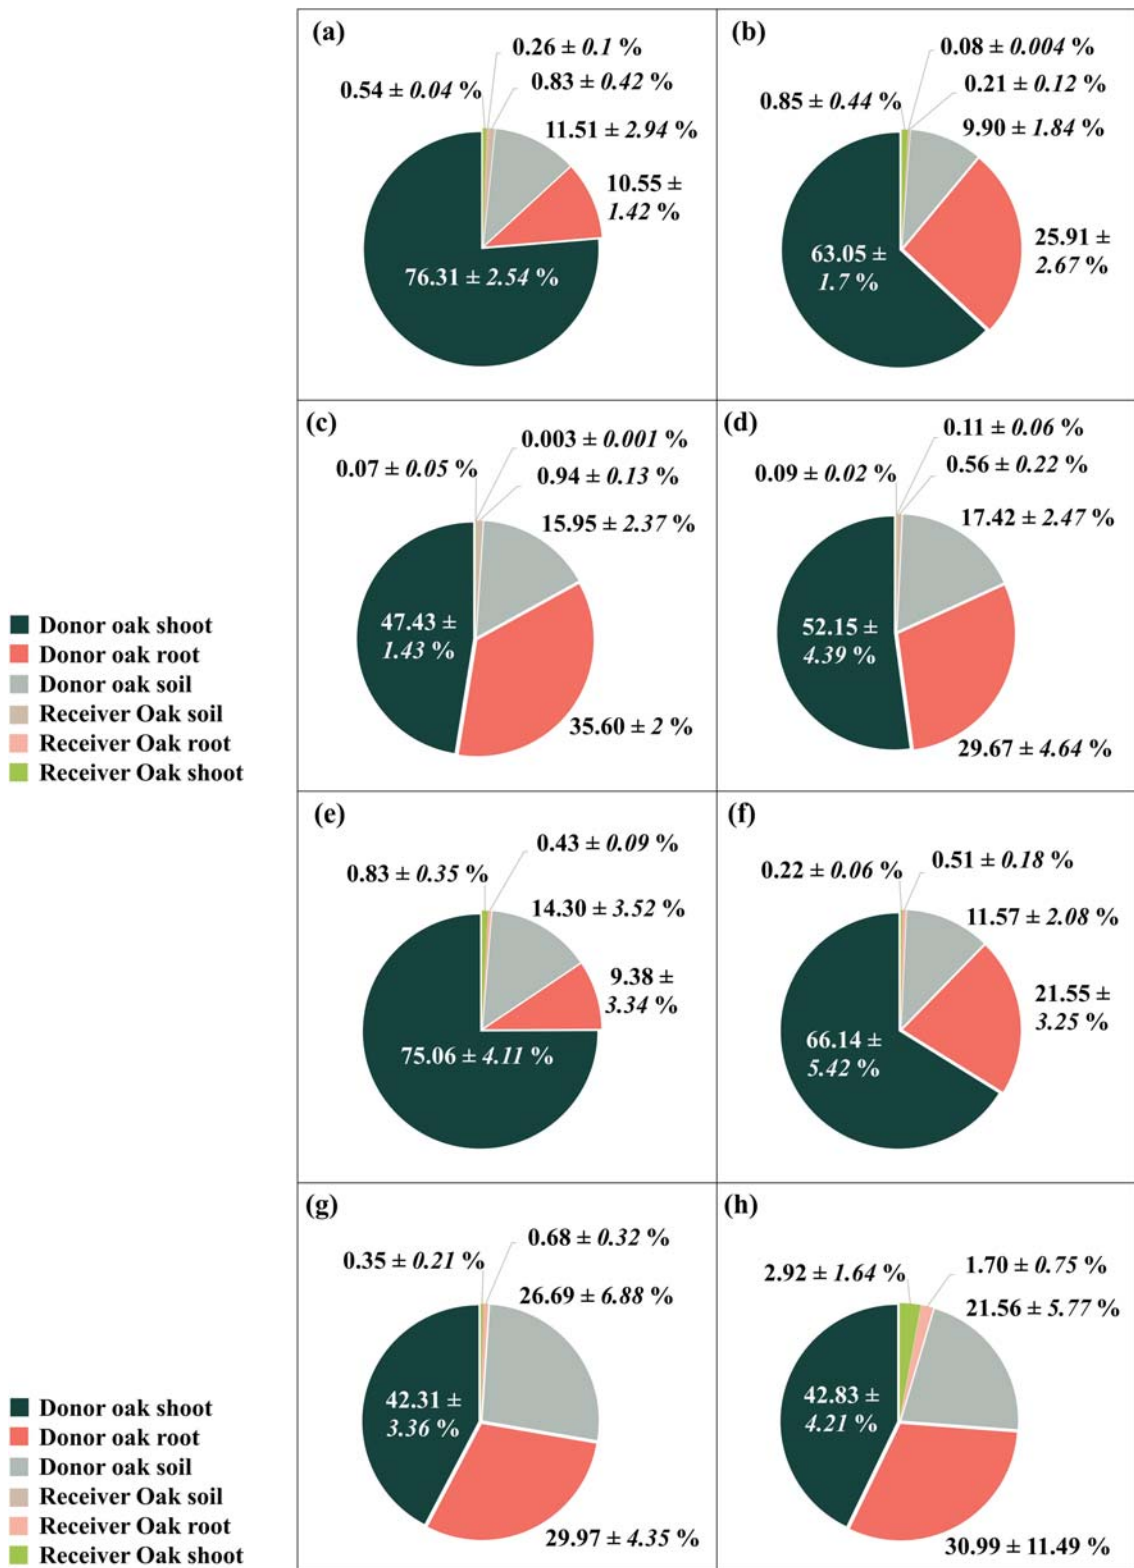 (a)
0.26 ± 0.1 %
0.54 ± 0.04 %
0.83 ± 0.42 %
11.51 ± 2.94 %
10.55 ±
1.42 %
76.31 ± 2.54 %
(b)
0.08 ± 0.004 %
0.85 ± 0.44 %
0.21 ± 0.12 %
9.90 ± 1.84 %
25.91 ±
2.67 %
63.05 ±
1.7 %
(c)
0.003 ± 0.001 %
0.07 ± 0.05 %
0.94 ± 0.13 %
15.95 ± 2.37 %
47.43 ±
1.43 %
35.60 ± 2 %
(d)
0.11 ± 0.06 %
0.09 ± 0.02 %
0.56 ± 0.22 %
17.42 ± 2.47 %
52.15 ±
4.39 %
29.67 ± 4.64 %
Donor oak shoot
Donor oak root
Donor oak soil
Receiver Oak soil
Receiver Oak root
Receiver Oak shoot
(e)
0.43 ± 0.09 %
0.83 ± 0.35 %
14.30 ± 3.52 %
9.38 ±
3.34 %
75.06 ± 4.11 %
(f)
0.51 ± 0.18 %
0.22 ± 0.06 %
11.57 ± 2.08 %
21.55 ±
3.25 %
66.14 ±
5.42 %
(g)
0.68 ± 0.32 %
0.35 ± 0.21 %
26.69 ± 6.88 %
42.31 ±
3.36 %
29.97 ± 4.35 %
(h)
1.70 ± 0.75 %
2.92 ± 1.64 %
21.56 ± 5.77 %
42.83 ±
4.21 %
30.99 ± 11.49 %
Donor oak shoot
Donor oak root
Donor oak soil
Receiver Oak soil
Receiver Oak root
Receiver Oak shoot